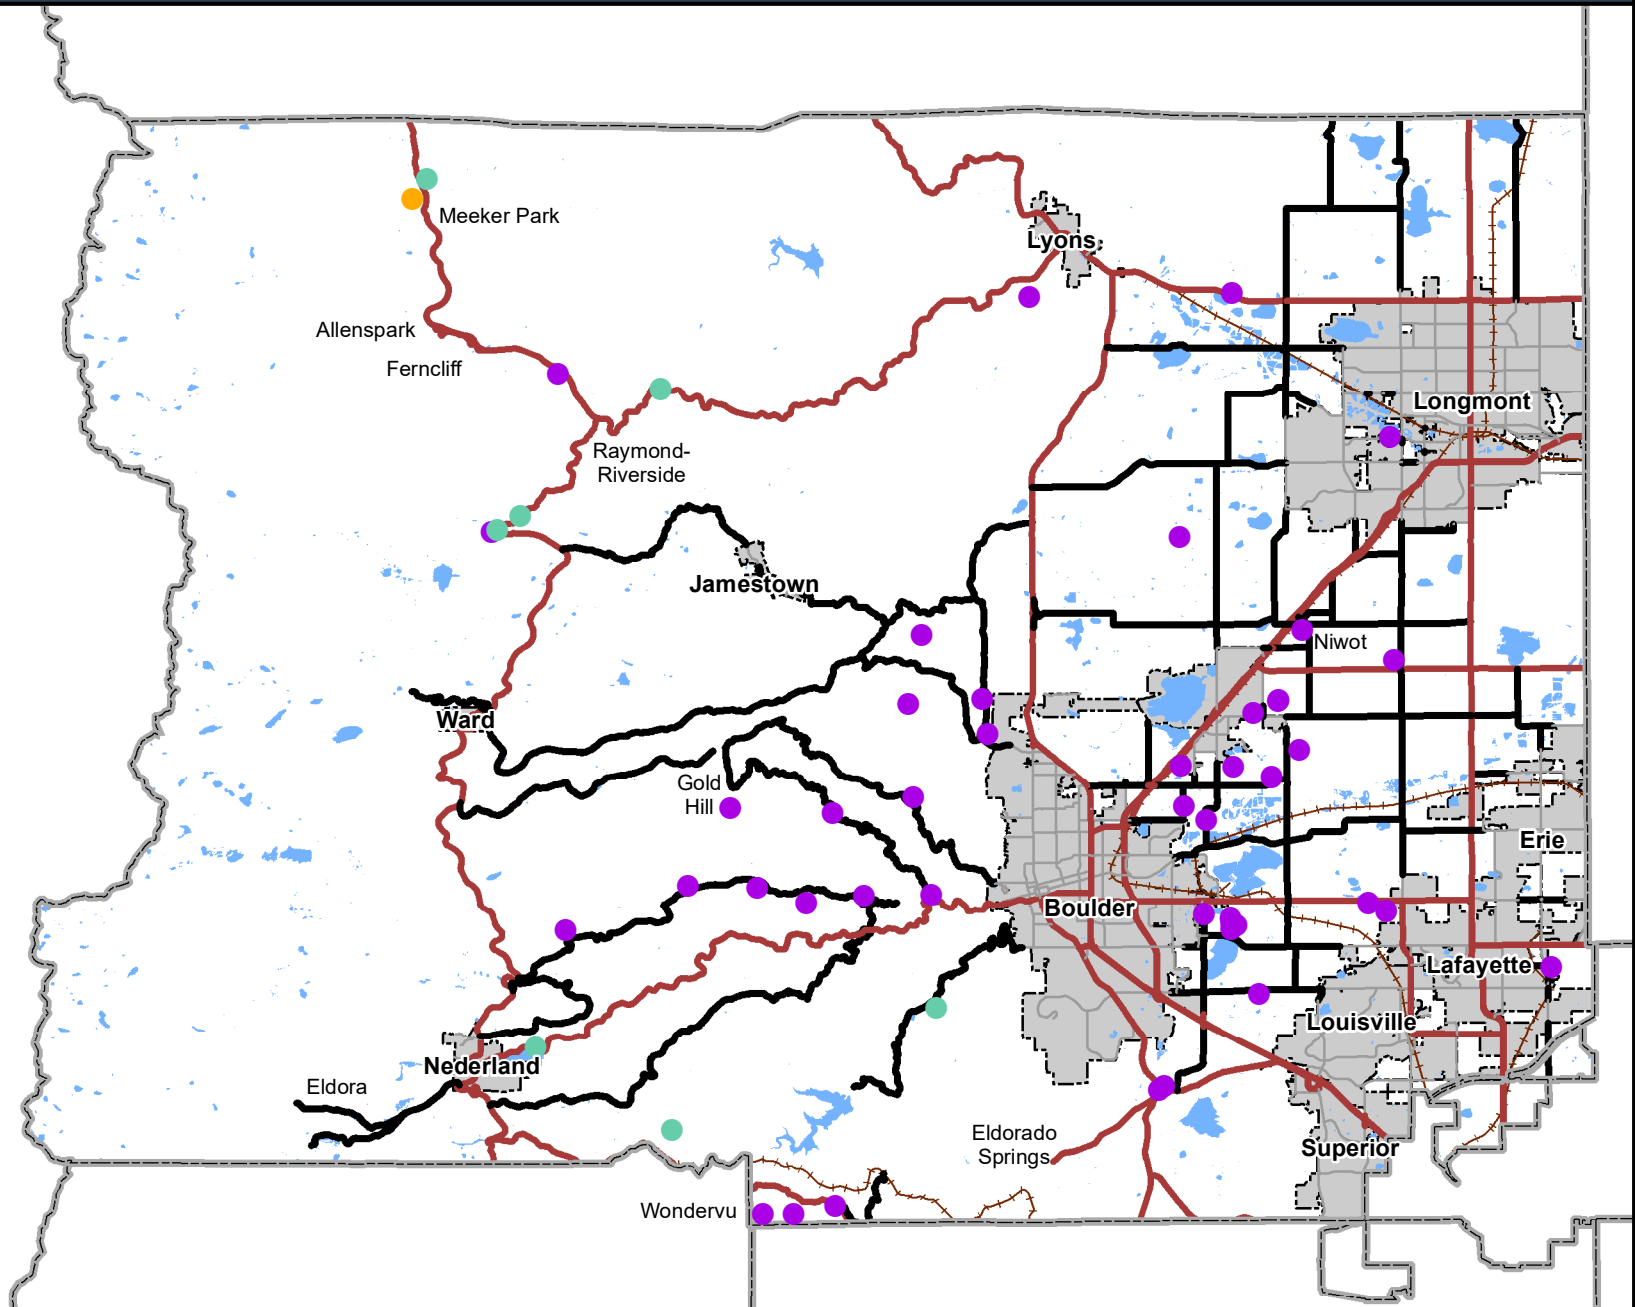 Meeker Park
Lyons
Allenspark
Ferncliff
Longmont
Raymond-
Riverside
Jamestown
Niwot
Ward
Gold
Hill
Erie
Boulder
Lafayette
Louisville
Nederland
Eldora
Eldorado
Springs
Superior
Wondervu